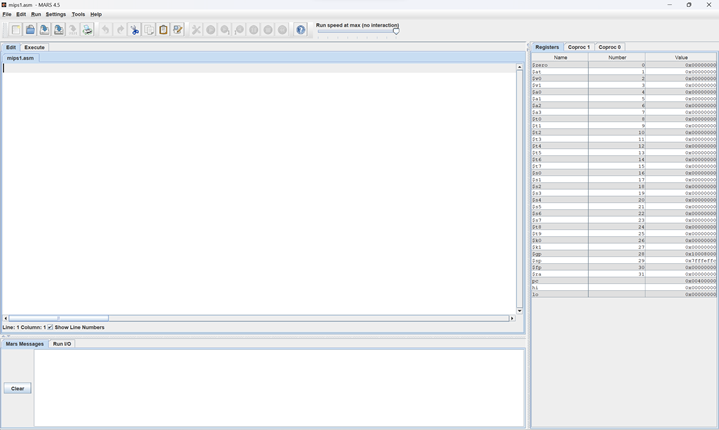 mips1.asm - MARS 4.5
File Edit Run Settings Tools Help
Run speed at max (no interaction)
Edit Execute
mips1.asm
Line: 1 Column: 1 Show Line Numbers
Mars Messages Run I/O
Clear
Registers Coproc 1 Coproc 0
Name Number Value
$zero 0 0x00000000
$at 1 0x00000000
$v0 2 0x00000000
$v1 3 0x00000000
$a0 4 0x00000000
$a1 5 0x00000000
$a2 6 0x00000000
$a3 7 0x00000000
$t0 8 0x00000000
$t1 9 0x00000000
$t2 10 0x00000000
$t3 11 0x00000000
$t4 12 0x00000000
$t5 13 0x00000000
$t6 14 0x00000000
$t7 15 0x00000000
$s0 16 0x00000000
$s1 17 0x00000000
$s2 18 0x00000000
$s3 19 0x00000000
$s4 20 0x00000000
$s5 21 0x00000000
$s6 22 0x00000000
$s7 23 0x00000000
$t8 24 0x00000000
$t9 25 0x00000000
$k0 26 0x00000000
$k1 27 0x00000000
$gp 28 0x10008000
$sp 29 0x7fffeffc
$fp 30 0x00000000
$ra 31 0x00000000
pc 0x00400000
hi 0x00000000
lo 0x00000000